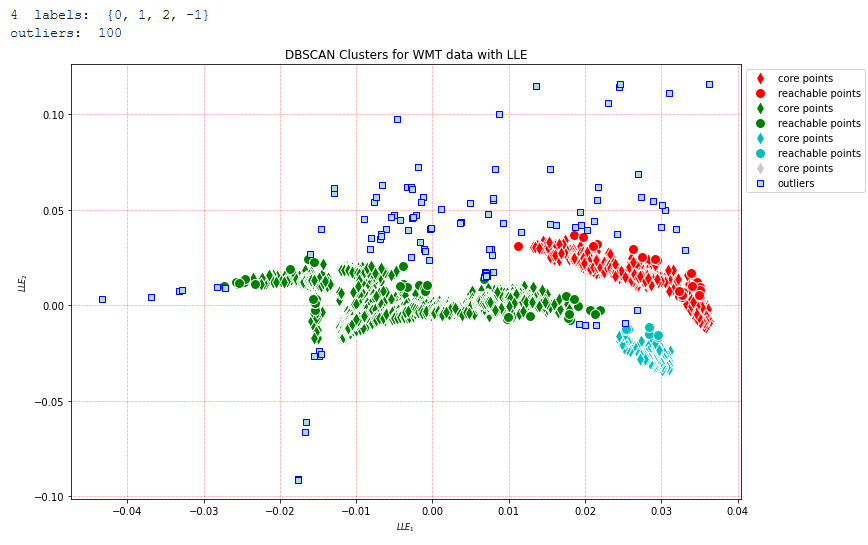 4  labels:  {0, 1, 2, -1}
outliers:  100
DBSCAN Clusters for WMT data with LLE
core points
reachable points
core points
reachable points
core points
reachable points
core points
outliers
0.10
0.05
0.00
−0.05
−0.10
LLE₂
−0.04 −0.03 −0.02 −0.01 0.00 0.01 0.02 0.03 0.04
LLE₁